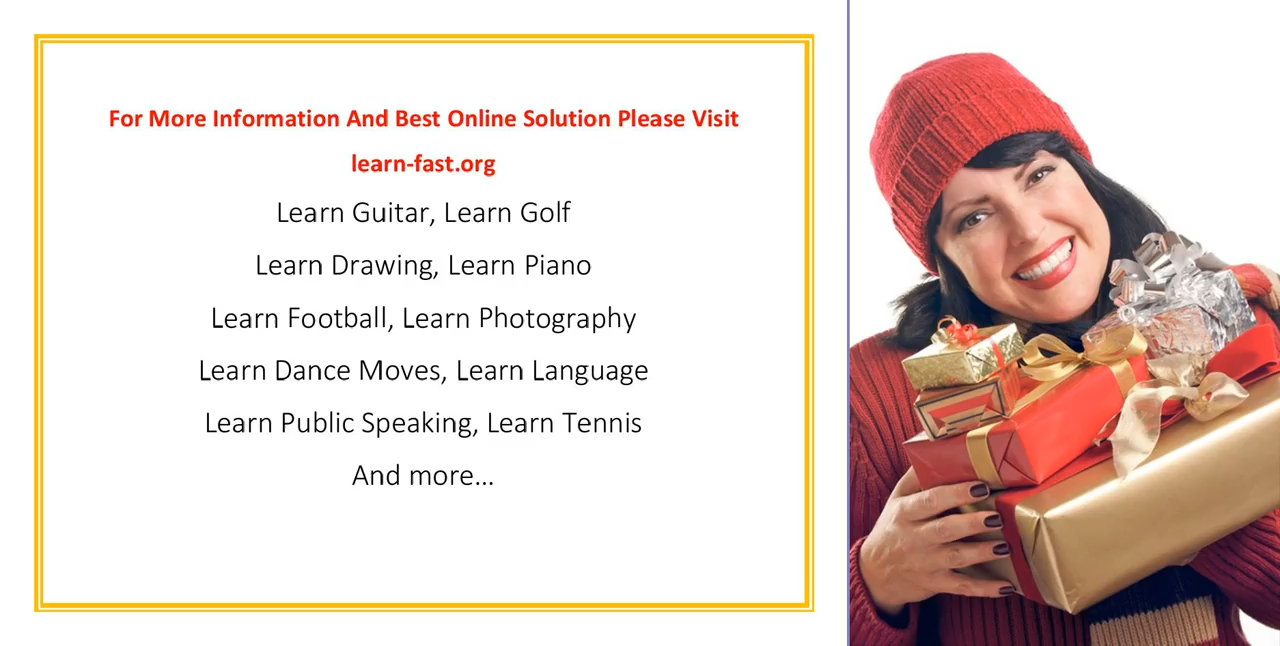 For More Information And Best Online Solution Please Visit
learn-fast.org
Learn Guitar, Learn Golf
Learn Drawing, Learn Piano
Learn Football, Learn Photography
Learn Dance Moves, Learn Language
Learn Public Speaking, Learn Tennis
And more...